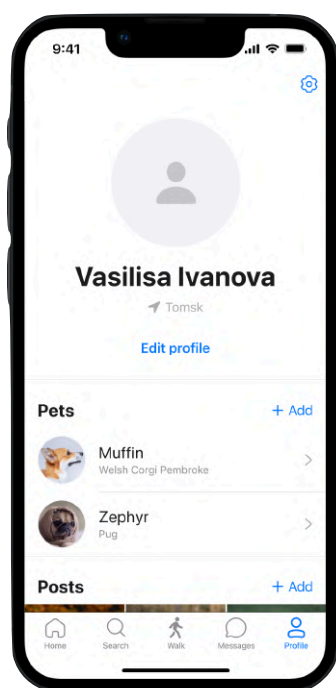 9:41
Vasilisa Ivanova
Tomsk
Edit profile
Pets
+ Add
Muffin
Welsh Corgi Pembroke
Zephyr
Pug
Posts
+ Add
Home
Search
Walk
Messages
Profile